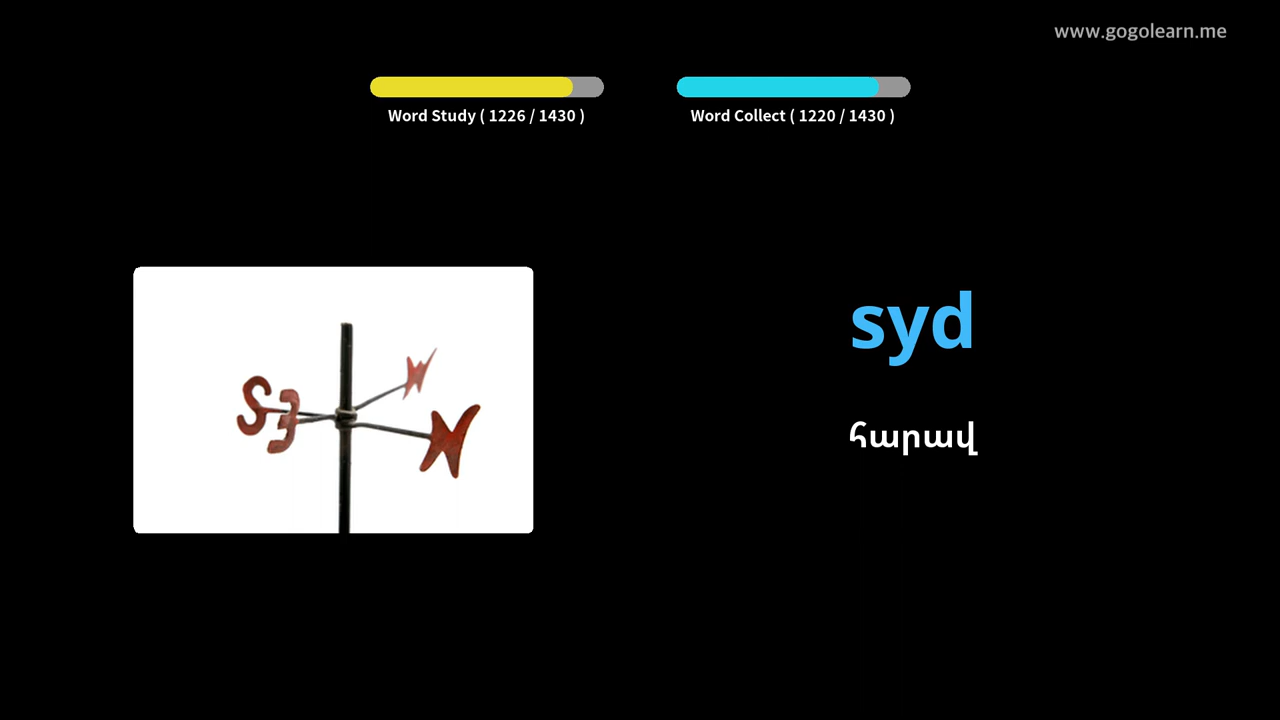 www.gogolearn.me
Word Study ( 1226 / 1430 )
Word Collect ( 1220 / 1430 )
syd
հարավ
S E N